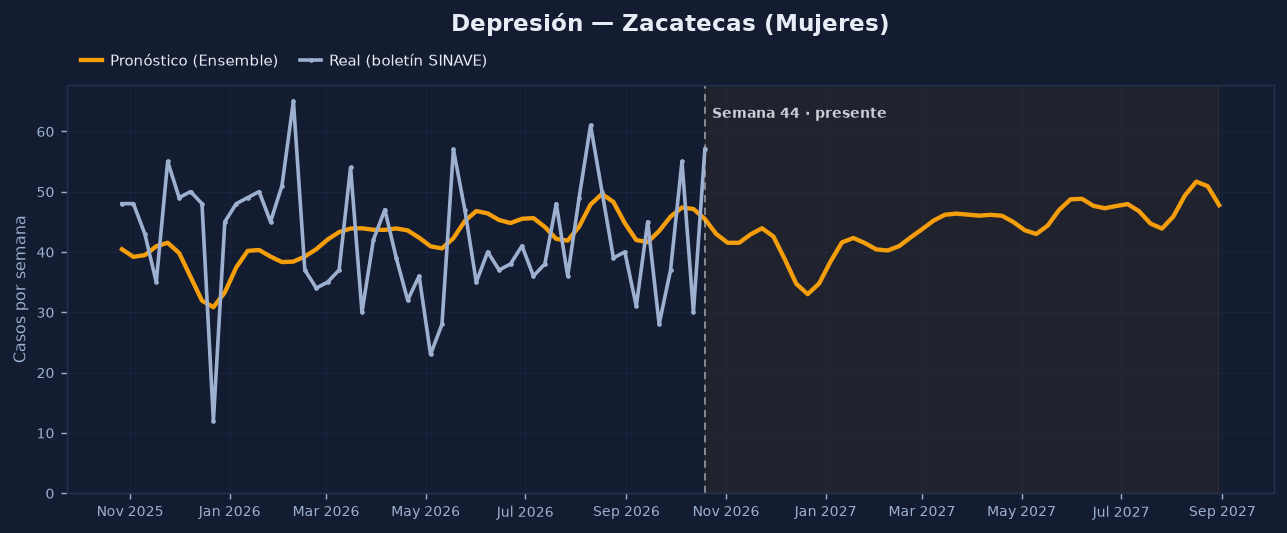 Depresión — Zacatecas (Mujeres)
Pronóstico (Ensemble)
Real (boletín SINAVE)
Semana 44 · presente
Casos por semana
60
50
40
30
20
10
0
Nov 2025
Jan 2026
Mar 2026
May 2026
Jul 2026
Sep 2026
Nov 2026
Jan 2027
Mar 2027
May 2027
Jul 2027
Sep 2027